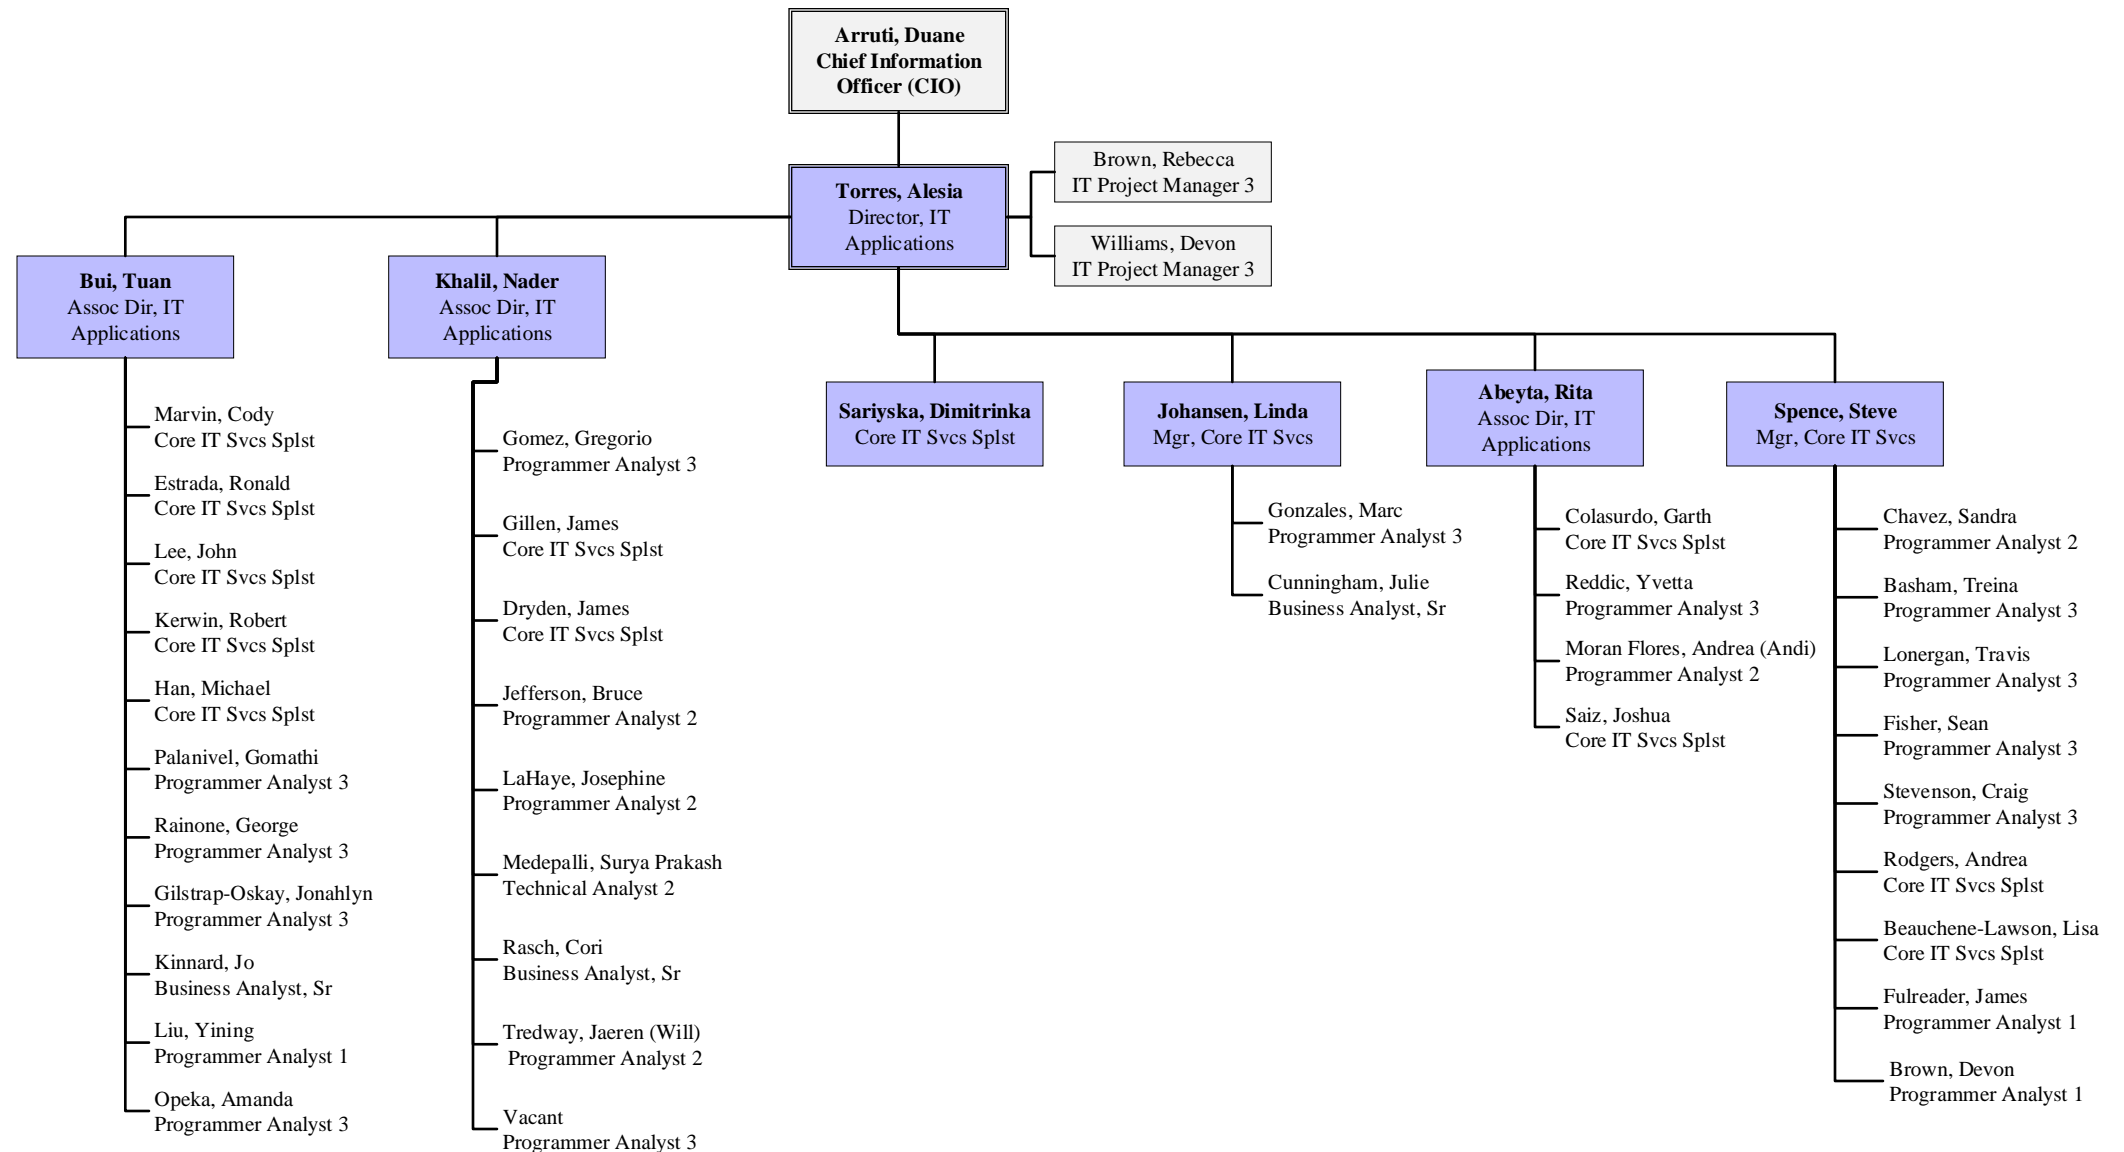 Arruti, Duane
Chief Information
Officer (CIO)
Brown, Rebecca
IT Project Manager 3
Torres, Alesia
Director, IT
Applications
Williams, Devon
IT Project Manager 3
Bui, Tuan
Assoc Dir, IT
Applications
Khalil, Nader
Assoc Dir, IT
Applications
Sariyska, Dimitrinka
Core IT Svcs Splst
Johansen, Linda
Mgr, Core IT Svcs
Abeyta, Rita
Assoc Dir, IT
Applications
Spence, Steve
Mgr, Core IT Svcs
Marvin, Cody
Core IT Svcs Splst
Estrada, Ronald
Core IT Svcs Splst
Lee, John
Core IT Svcs Splst
Kerwin, Robert
Core IT Svcs Splst
Han, Michael
Core IT Svcs Splst
Palanivel, Gomathi
Programmer Analyst 3
Rainone, George
Programmer Analyst 3
Gilstrap-Oskay, Jonahlyn
Programmer Analyst 3
Kinnard, Jo
Business Analyst, Sr
Liu, Yining
Programmer Analyst 1
Opeka, Amanda
Programmer Analyst 3
Gomez, Gregorio
Programmer Analyst 3
Gillen, James
Core IT Svcs Splst
Dryden, James
Core IT Svcs Splst
Jefferson, Bruce
Programmer Analyst 2
LaHaye, Josephine
Programmer Analyst 2
Medepalli, Surya Prakash
Technical Analyst 2
Rasch, Cori
Business Analyst, Sr
Tredway, Jaeren (Will)
Programmer Analyst 2
Vacant
Programmer Analyst 3
Gonzales, Marc
Programmer Analyst 3
Cunningham, Julie
Business Analyst, Sr
Colasurdo, Garth
Core IT Svcs Splst
Reddic, Yvetta
Programmer Analyst 3
Moran Flores, Andrea (Andi)
Programmer Analyst 2
Saiz, Joshua
Core IT Svcs Splst
Chavez, Sandra
Programmer Analyst 2
Basham, Treina
Programmer Analyst 3
Lonergan, Travis
Programmer Analyst 3
Fisher, Sean
Programmer Analyst 3
Stevenson, Craig
Programmer Analyst 3
Rodgers, Andrea
Core IT Svcs Splst
Beauchene-Lawson, Lisa
Core IT Svcs Splst
Fulreader, James
Programmer Analyst 1
Brown, Devon
Programmer Analyst 1